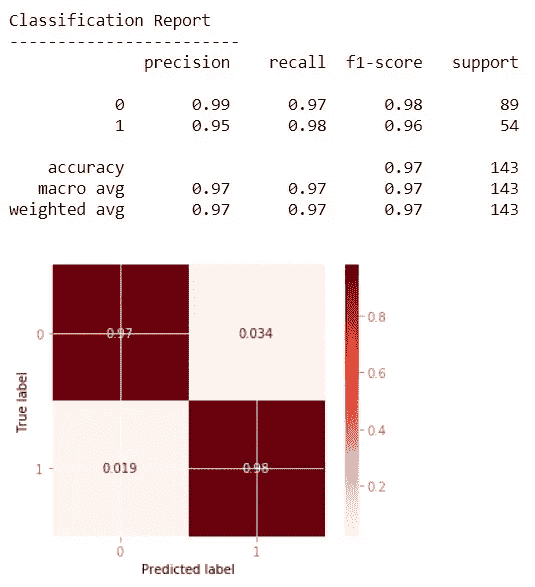 Classification Report
------------------------
precision recall f1-score support
0 0.99 0.97 0.98 89
1 0.95 0.98 0.96 54
accuracy 0.97 143
macro avg 0.97 0.97 0.97 143
weighted avg 0.97 0.97 0.97 143
0 0.97 0.034
1 0.019 0.98
0 1
True label
Predicted label
0.8
0.6
0.4
0.2